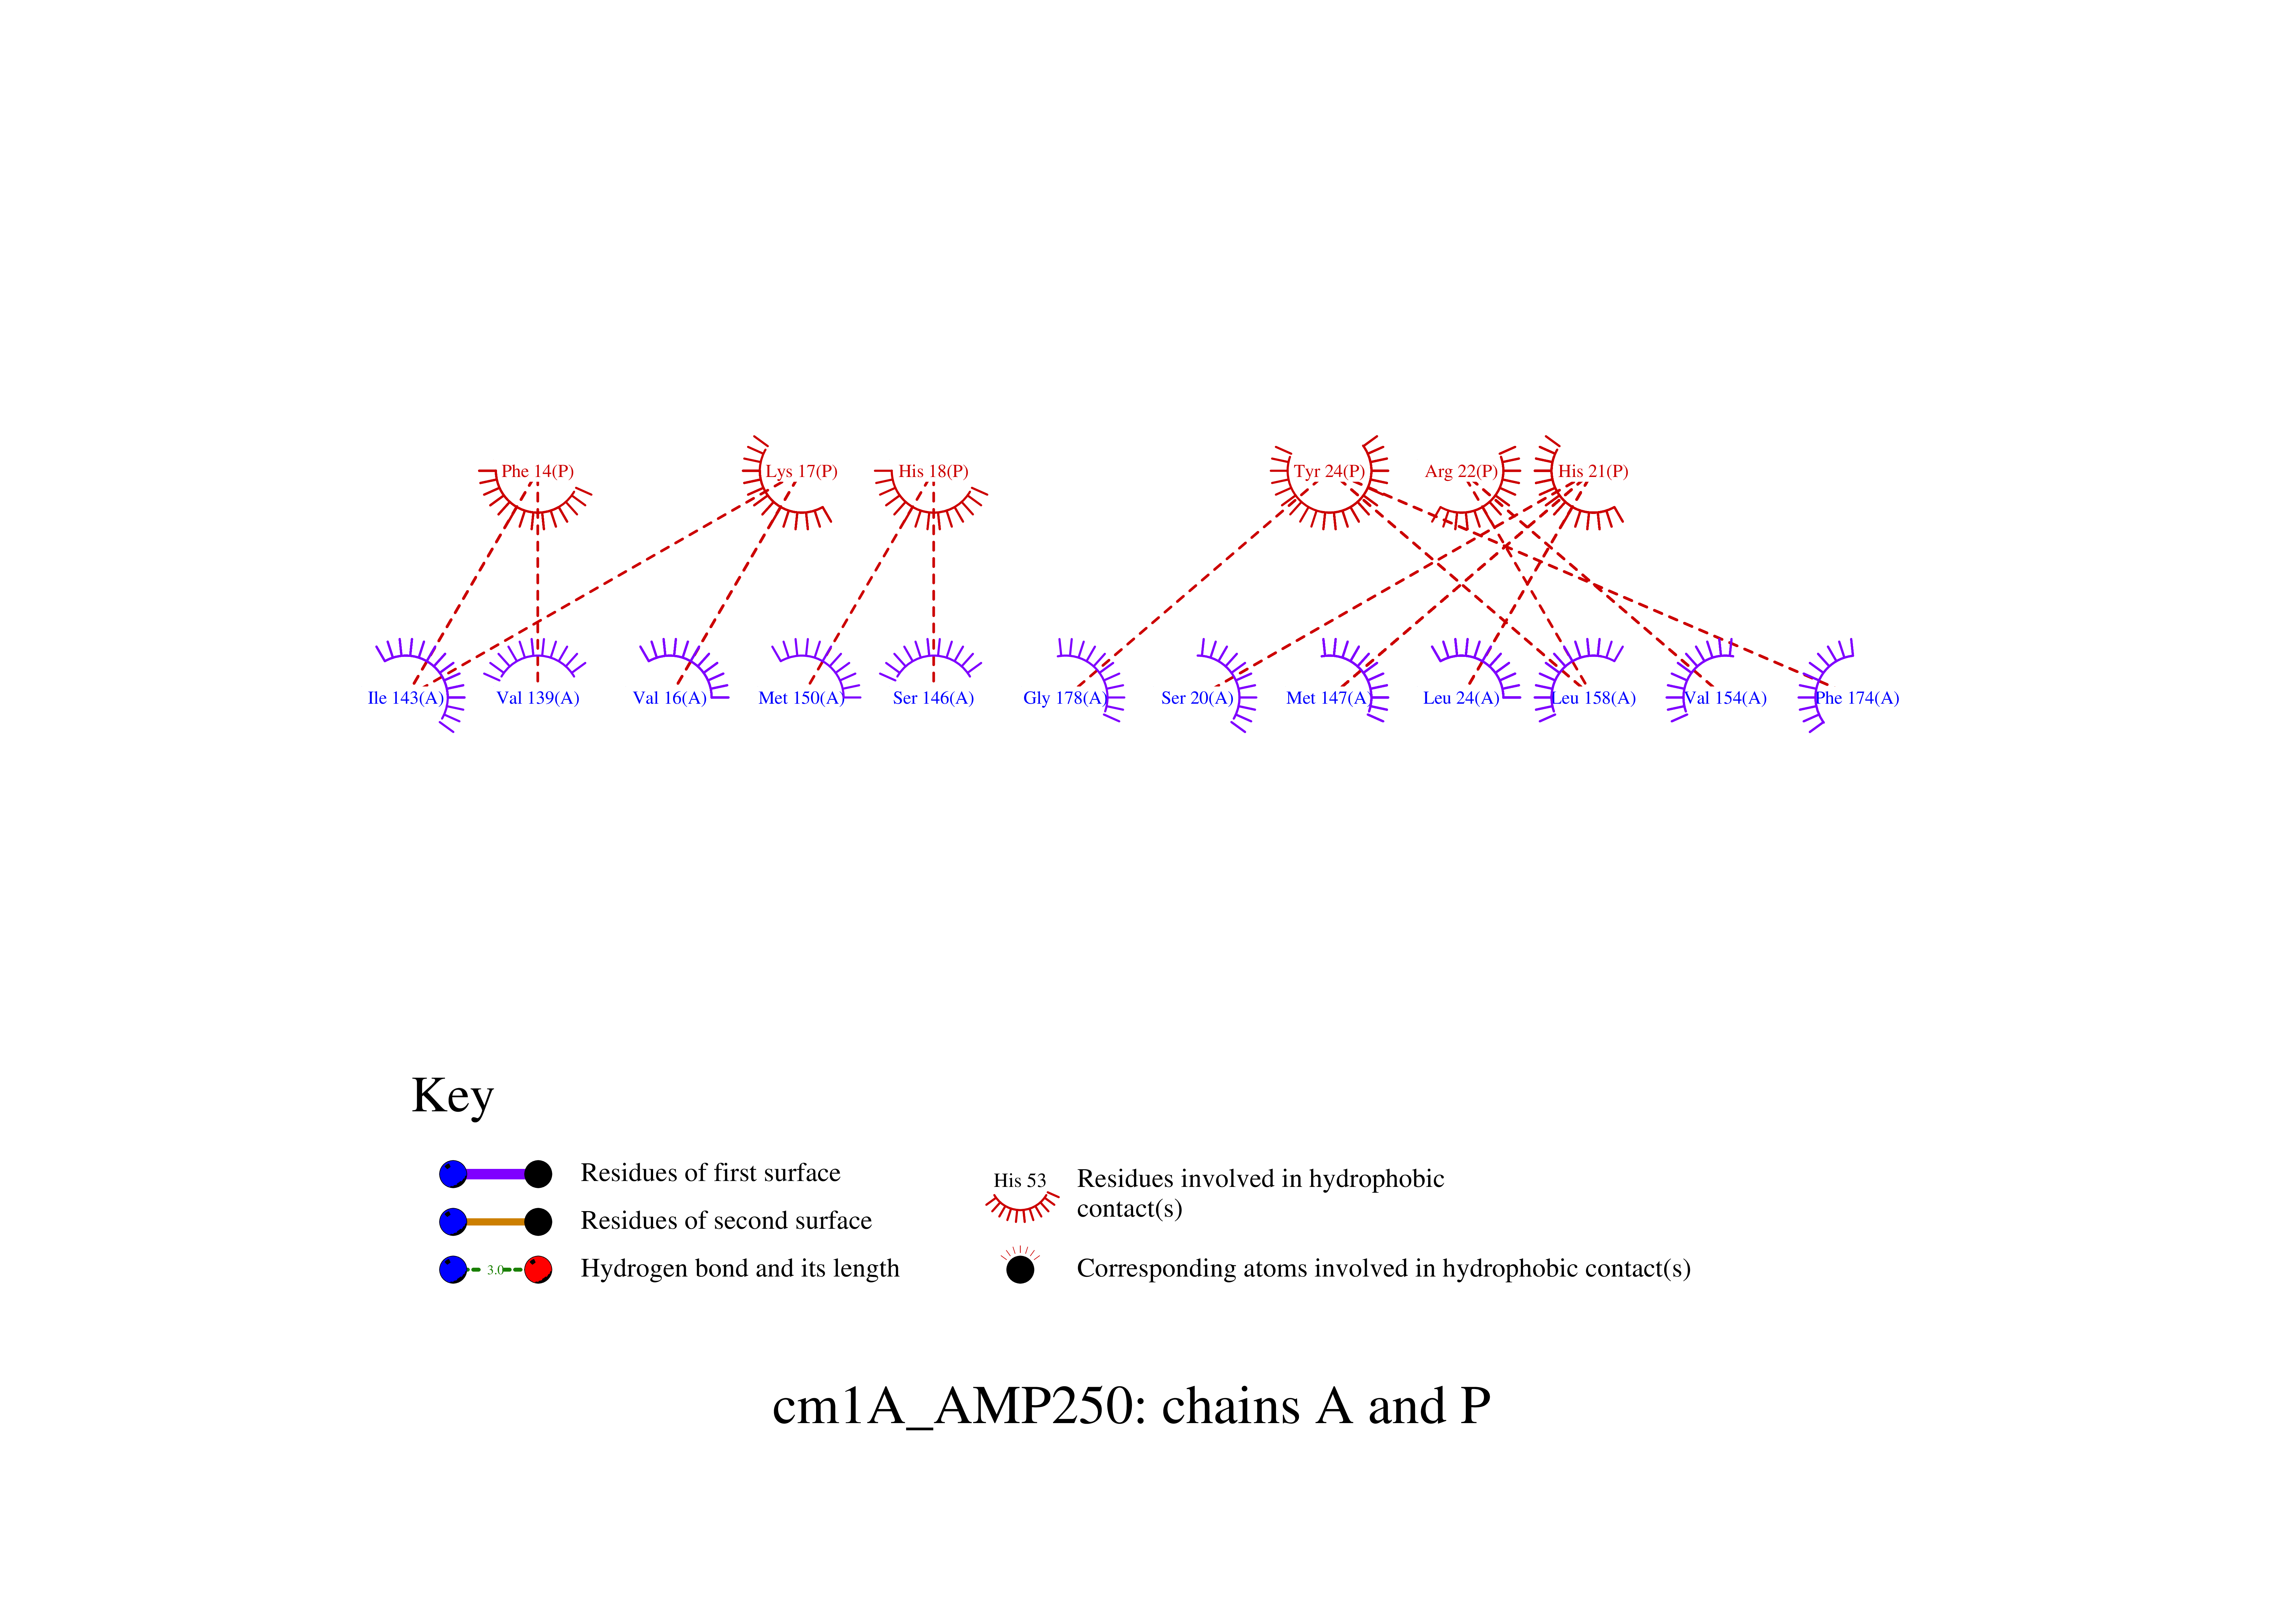 Phe 14(P) Lys 17(P) His 18(P) Tyr 24(P) Arg 22(P) His 21(P)
Ile 143(A) Val 139(A) Val 16(A) Met 150(A) Ser 146(A) Gly 178(A) Ser 20(A) Met 147(A) Leu 24(A) Leu 158(A) Val 154(A) Phe 174(A)
Key
Residues of first surface
Residues of second surface
3.0 Hydrogen bond and its length
His 53 Residues involved in hydrophobic
contact(s)
Corresponding atoms involved in hydrophobic contact(s)
cm1A_AMP250: chains A and P